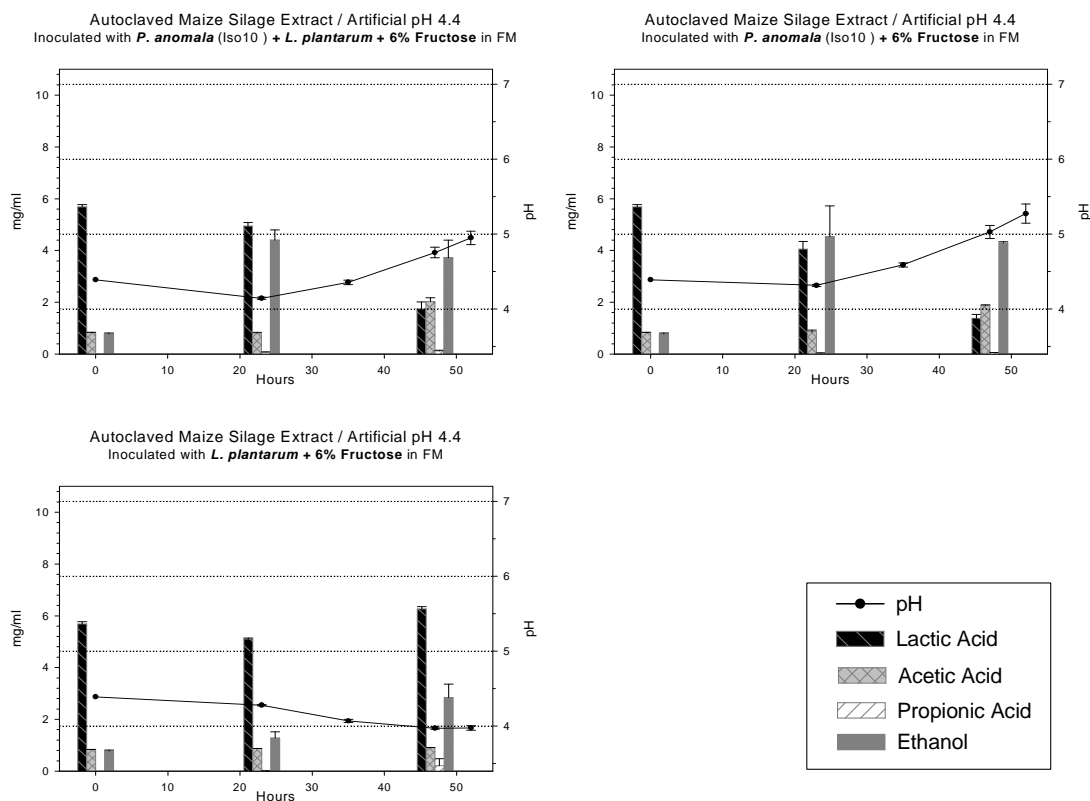 Autoclaved Maize Silage Extract / Artificial pH 4.4
Inoculated with P. anomala (Iso10 ) + L. plantarum + 6% Fructose in FM
10
8
6
4
2
0
mg/ml
7
6
5
4
pH
0 10 20 30 40 50
Hours
Autoclaved Maize Silage Extract / Artificial pH 4.4
Inoculated with P. anomala (Iso10 ) + 6% Fructose in FM
10
8
6
4
2
0
mg/ml
7
6
5
4
pH
0 10 20 30 40 50
Hours
Autoclaved Maize Silage Extract / Artificial pH 4.4
Inoculated with L. plantarum + 6% Fructose in FM
10
8
6
4
2
0
mg/ml
7
6
5
4
pH
0 10 20 30 40 50
Hours
pH
Lactic Acid
Acetic Acid
Propionic Acid
Ethanol